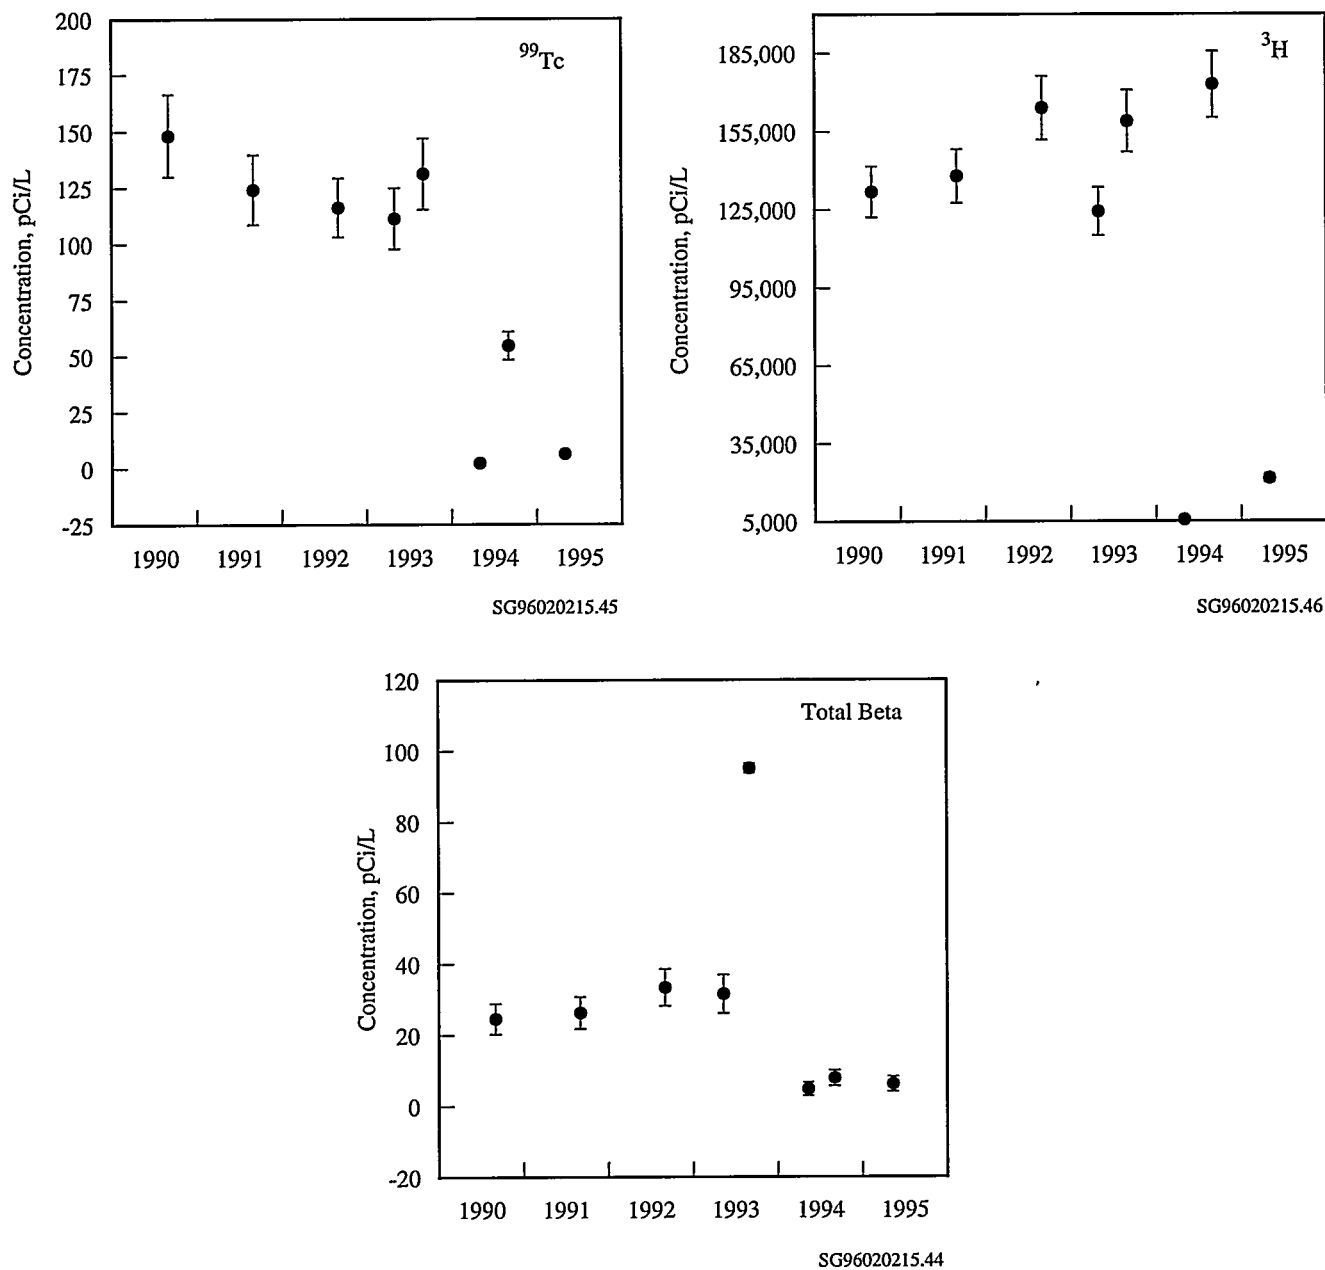 200
175
150
125
100
75
50
25
0
-25
Concentration, pCi/L
99Tc
1990 1991 1992 1993 1994 1995
SG96020215.45
185,000
155,000
125,000
95,000
65,000
35,000
5,000
Concentration, pCi/L
3H
1990 1991 1992 1993 1994 1995
SG96020215.46
120
100
80
60
40
20
0
-20
Concentration, pCi/L
Total Beta
1990 1991 1992 1993 1994 1995
SG96020215.44